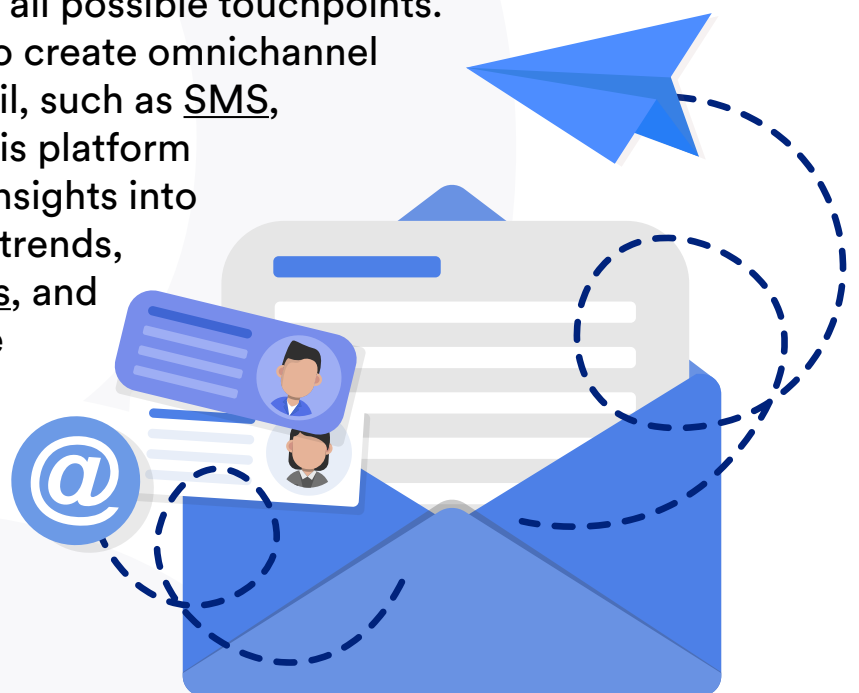 all possible touchpoints.
o create omnichannel
il, such as SMS,
is platform
nsights into
trends,
s, and
e
@